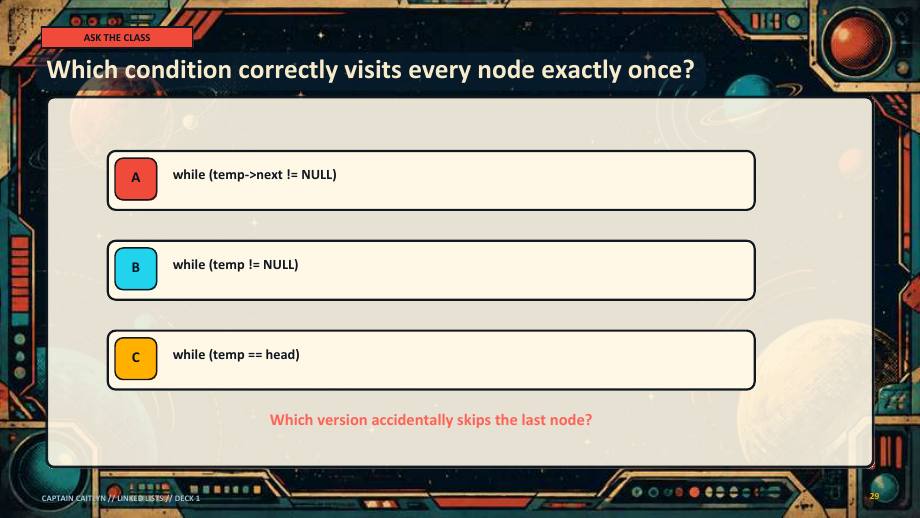 ASK THE CLASS
Which condition correctly visits every node exactly once?
A
while (temp->next != NULL)
B
while (temp != NULL)
C
while (temp == head)
Which version accidentally skips the last node?
CAPTAIN CAITLYN // LINKED LISTS // DECK 1
29